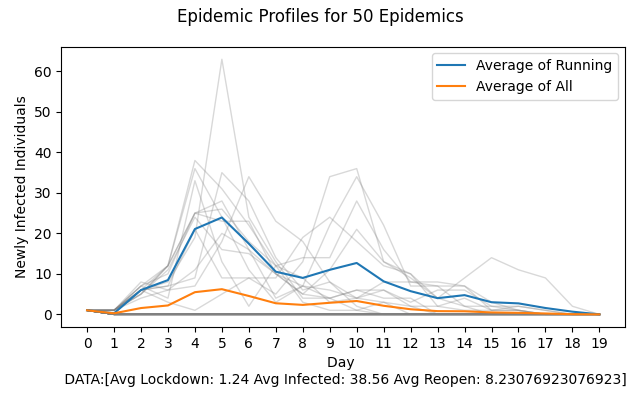 Epidemic Profiles for 50 Epidemics
Average of Running
Average of All
Newly Infected Individuals
60
50
40
30
20
10
0
0 1 2 3 4 5 6 7 8 9 10 11 12 13 14 15 16 17 18 19
Day
DATA:[Avg Lockdown: 1.24 Avg Infected: 38.56 Avg Reopen: 8.23076923076923]